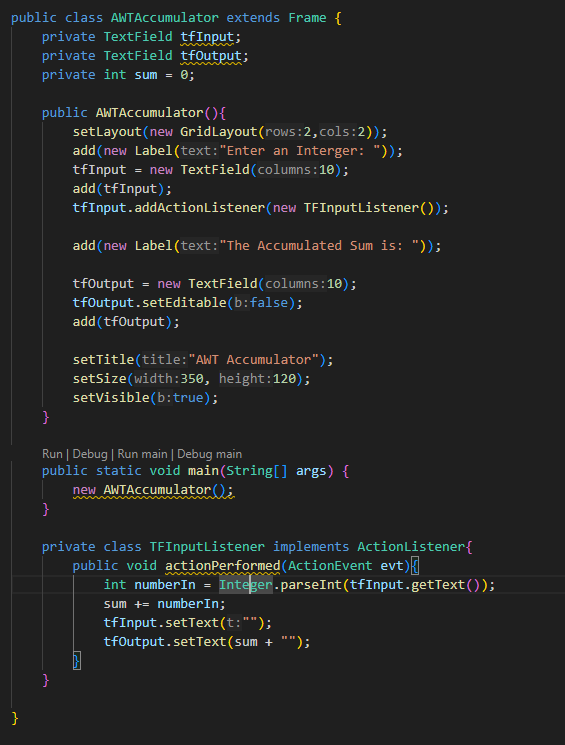 public class AWTAccumulator extends Frame {
    private TextField tfInput;
    private TextField tfOutput;
    private int sum = 0;

    public AWTAccumulator(){
        setLayout(new GridLayout(rows:2,cols:2));
        add(new Label(text:"Enter an Interger: "));
        tfInput = new TextField(columns:10);
        add(tfInput);
        tfInput.addActionListener(new TFInputListener());

        add(new Label(text:"The Accumulated Sum is: "));

        tfOutput = new TextField(columns:10);
        tfOutput.setEditable(b:false);
        add(tfOutput);

        setTitle(title:"AWT Accumulator");
        setSize(width:350, height:120);
        setVisible(b:true);
    }

    Run | Debug | Run main | Debug main
    public static void main(String[] args) {
        new AWTAccumulator();
    }

    private class TFInputListener implements ActionListener{
        public void actionPerformed(ActionEvent evt){
            int numberIn = Integer.parseInt(tfInput.getText());
            sum += numberIn;
            tfInput.setText(t:"");
            tfOutput.setText(sum + "");
        }
    }

}